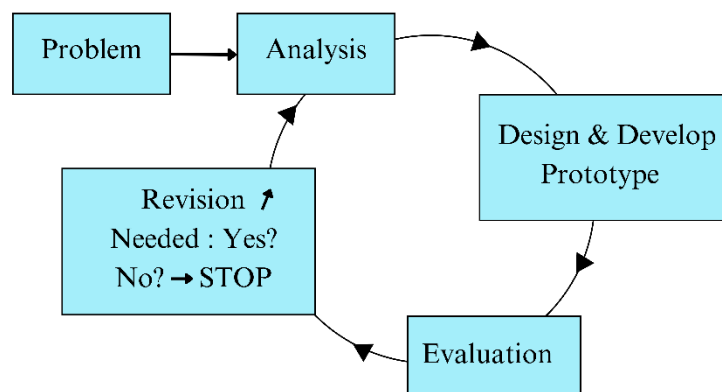 Problem
Analysis
Design & Develop
Prototype
Revision ↗
Needed : Yes?
No? → STOP
Evaluation